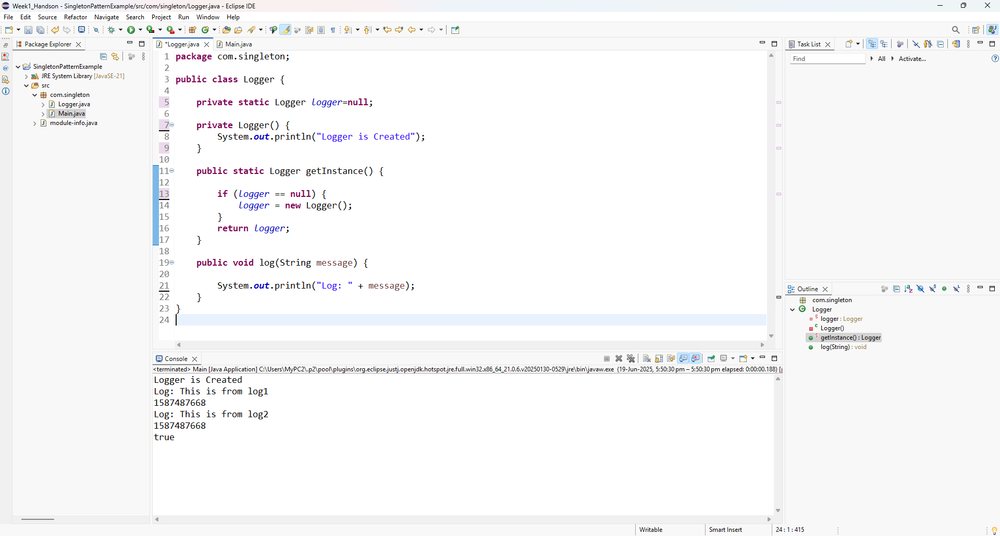 Week1_Handson - SingletonPatternExample/src/com/singleton/Logger.java - Eclipse IDE
File Edit Source Refactor Navigate Search Project Run Window Help
Package Explorer
SingletonPatternExample
JRE System Library [JavaSE-21]
src
com.singleton
Logger.java
Main.java
module-info.java
*Logger.java Main.java
1 package com.singleton;
2
3 public class Logger {
4
5 private static Logger logger=null;
6
7 private Logger() {
8 System.out.println("Logger is Created");
9 }
10
11 public static Logger getInstance() {
12
13 if (logger == null) {
14 logger = new Logger();
15 }
16 return logger;
17 }
18
19 public void log(String message) {
20
21 System.out.println("Log: " + message);
22 }
23 }
24
Console
<terminated> Main [Java Application] C:\Users\MyPC2\.p2\pool\plugins\org.eclipse.justj.openjdk.hotspot.jre.full.win32.x86_64_21.0.6.v20250130-0529\jre\bin\javaw.exe (19-Jun-2025, 5:50:30 pm – 5:50:30 pm elapsed: 0:00:00.188) [
Logger is Created
Log: This is from log1
1587487668
Log: This is from log2
1587487668
true
Task List
Find All Activate...
Outline
com.singleton
Logger
logger : Logger
Logger()
getInstance() : Logger
log(String) : void
Writable Smart Insert 24 : 1 : 415